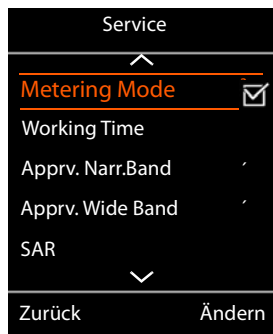 Service
Metering Mode
Working Time
Apprv. Narr.Band
Apprv. Wide Band
SAR
Zurück Ändern